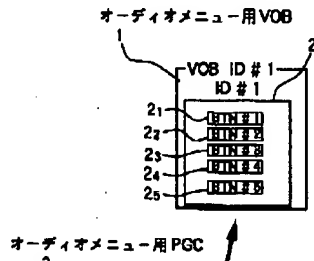 オーディオメニュー用VOB
1
2
VOB ID # 1
ID # 1
2₁ BTN # 1
2₂ BTN # 2
2₃ BTN # 3
2₄ BTN # 4
2₅ BTN # 5
オーディオメニュー用PGC